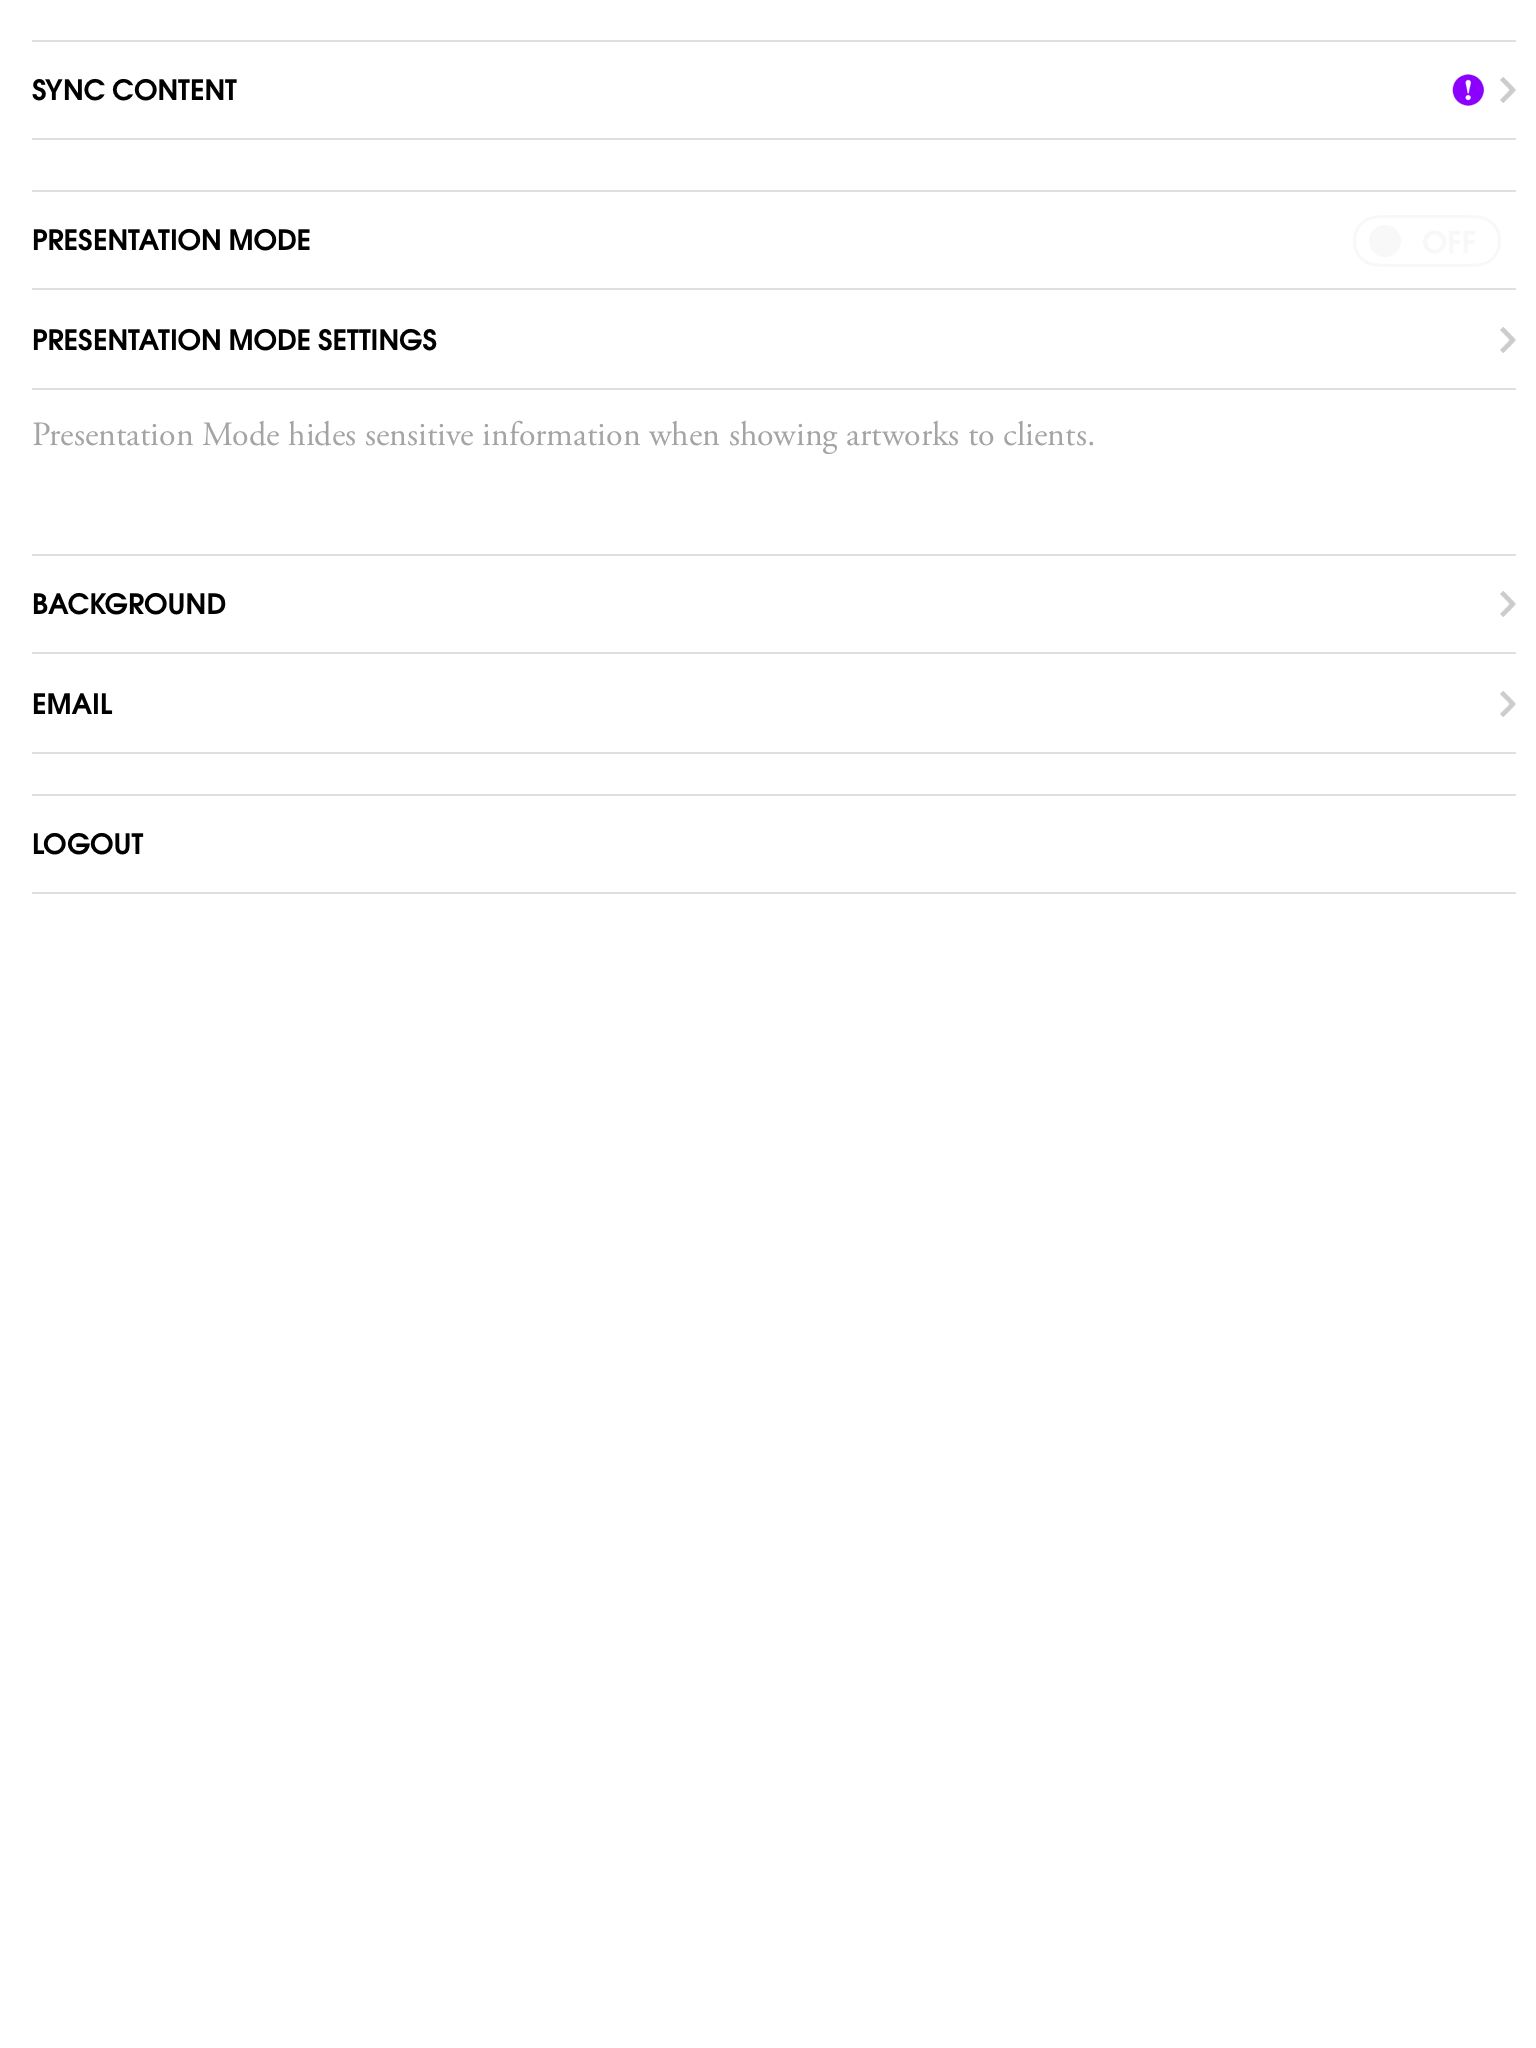 SYNC CONTENT
!
PRESENTATION MODE
OFF
PRESENTATION MODE SETTINGS
Presentation Mode hides sensitive information when showing artworks to clients.
BACKGROUND
EMAIL
LOGOUT